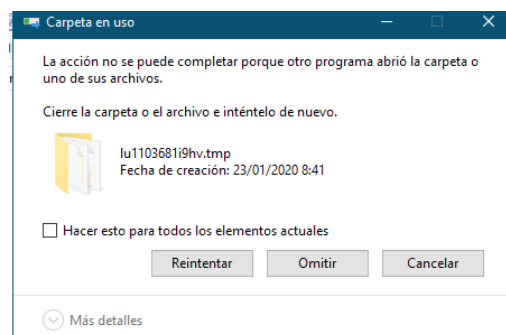 Carpeta en uso
La acción no se puede completar porque otro programa abrió la carpeta o
uno de sus archivos.
Cierre la carpeta o el archivo e inténtelo de nuevo.
lu1103681i9hv.tmp
Fecha de creación: 23/01/2020 8:41
Hacer esto para todos los elementos actuales
Reintentar Omitir Cancelar
Más detalles